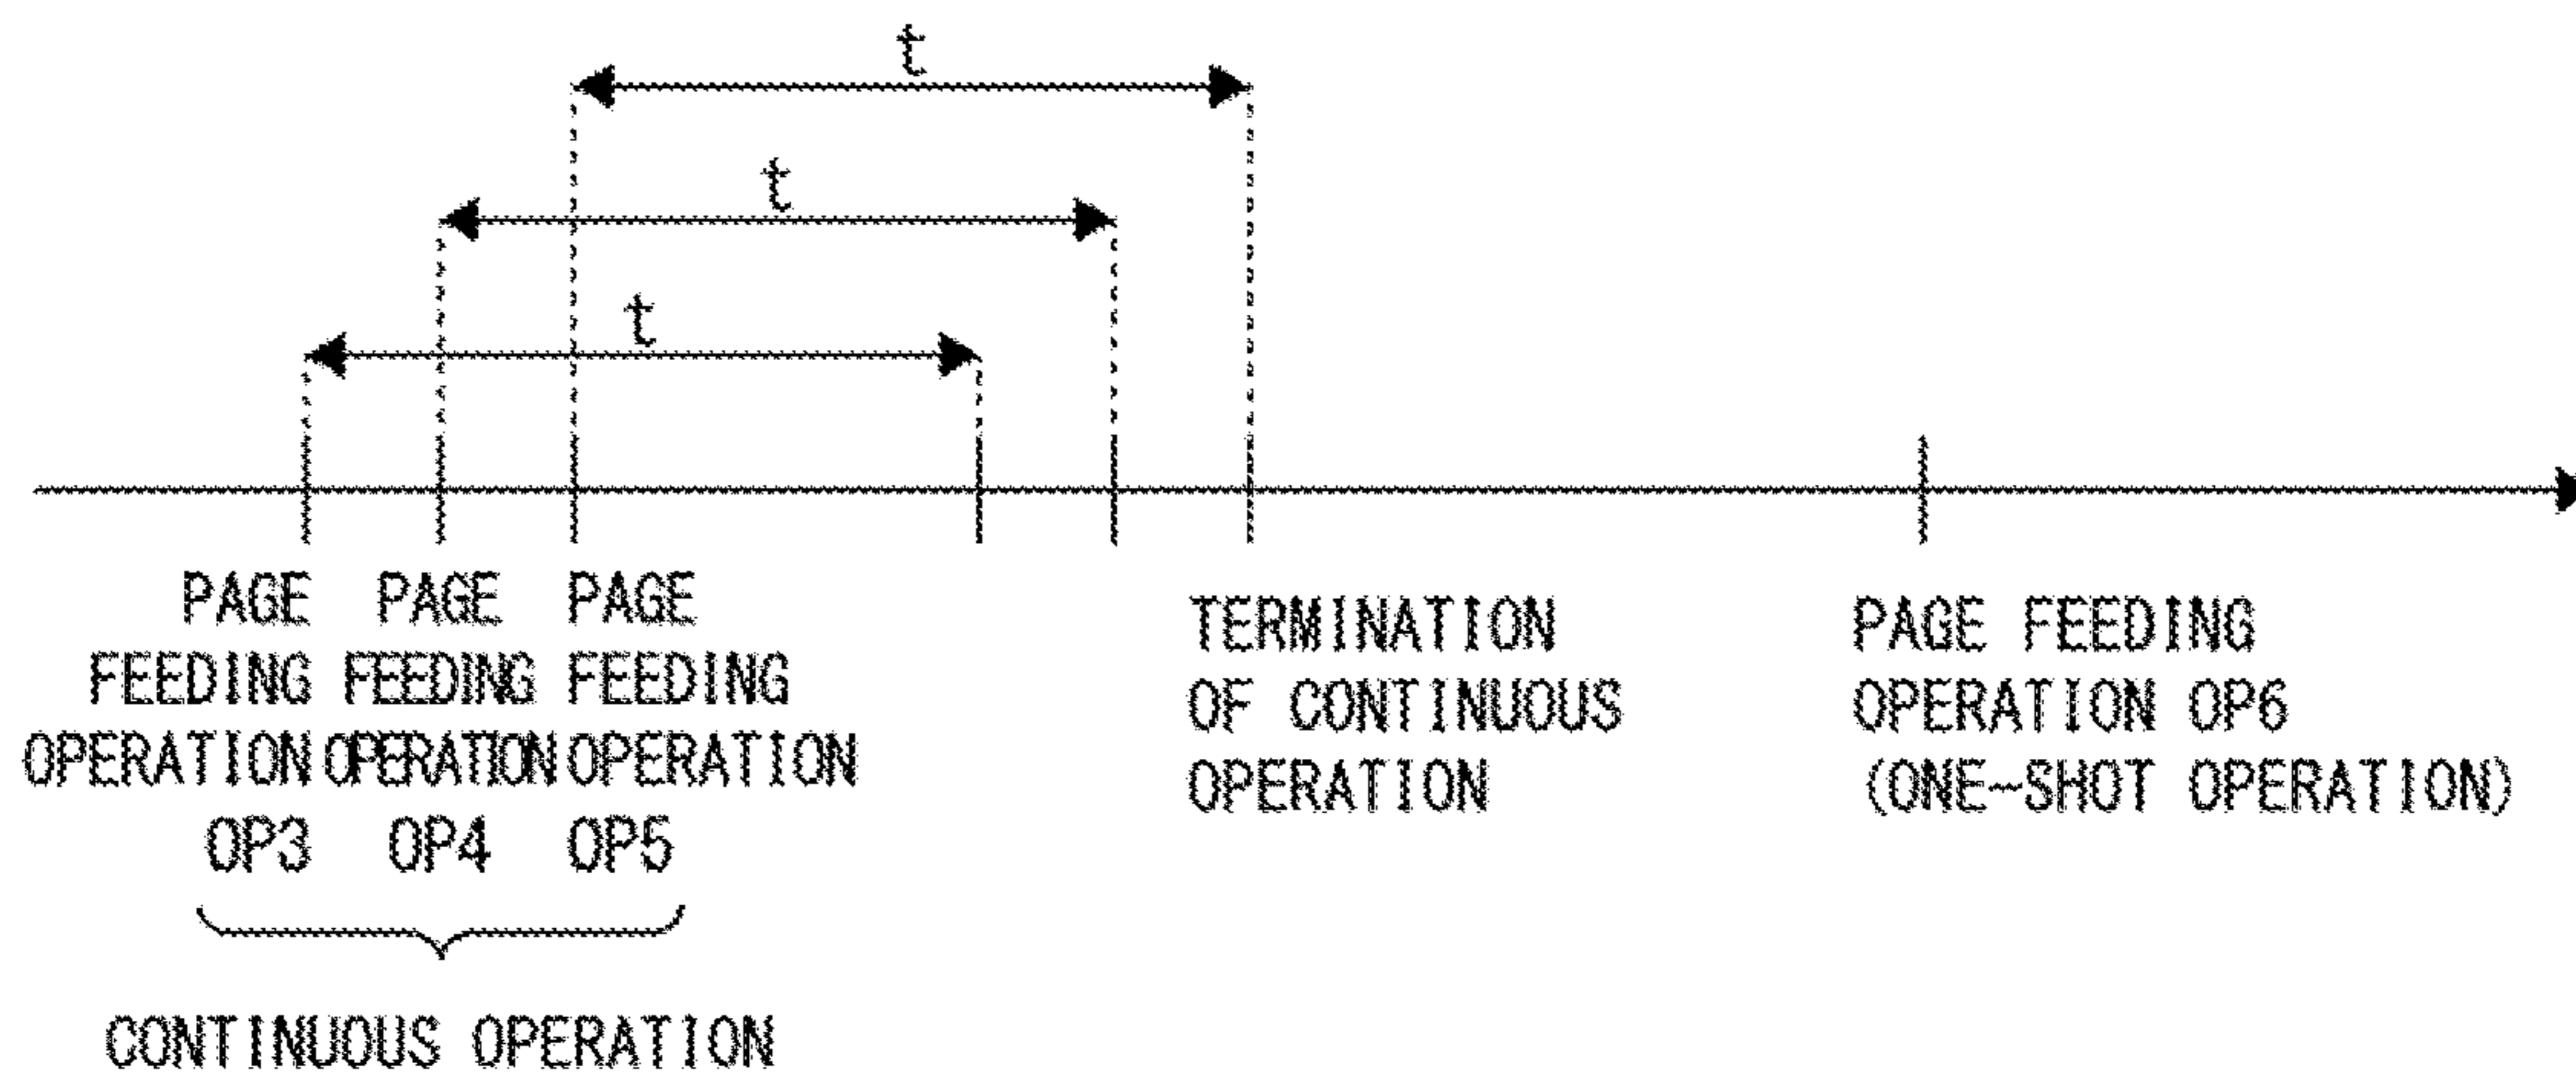 t
t
t
PAGE
FEEDING
OPERATION
OP3
PAGE
FEEDING
OPERATION
OP4
PAGE
FEEDING
OPERATION
OP5
TERMINATION
OF CONTINUOUS
OPERATION
PAGE FEEDING
OPERATION OP6
(ONE-SHOT OPERATION)
CONTINUOUS OPERATION